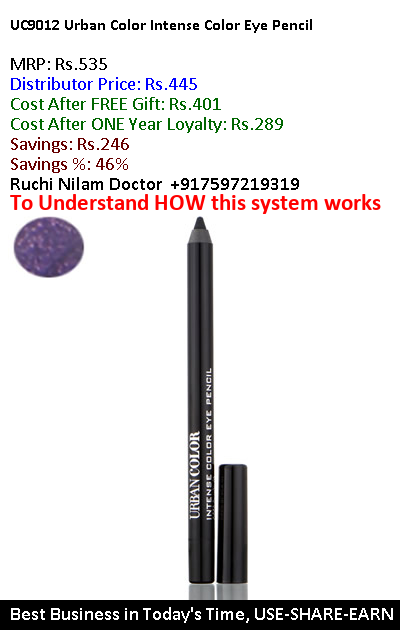 UC9012 Urban Color Intense Color Eye Pencil
MRP: Rs.535
Distributor Price: Rs.445
Cost After FREE Gift: Rs.401
Cost After ONE Year Loyalty: Rs.289
Savings: Rs.246
Savings %: 46%
Ruchi Nilam Doctor +917597219319
To Understand HOW this system works
URBAN COLOR
INTENSE COLOR EYE PENCIL
Best Business in Today's Time, USE-SHARE-EARN